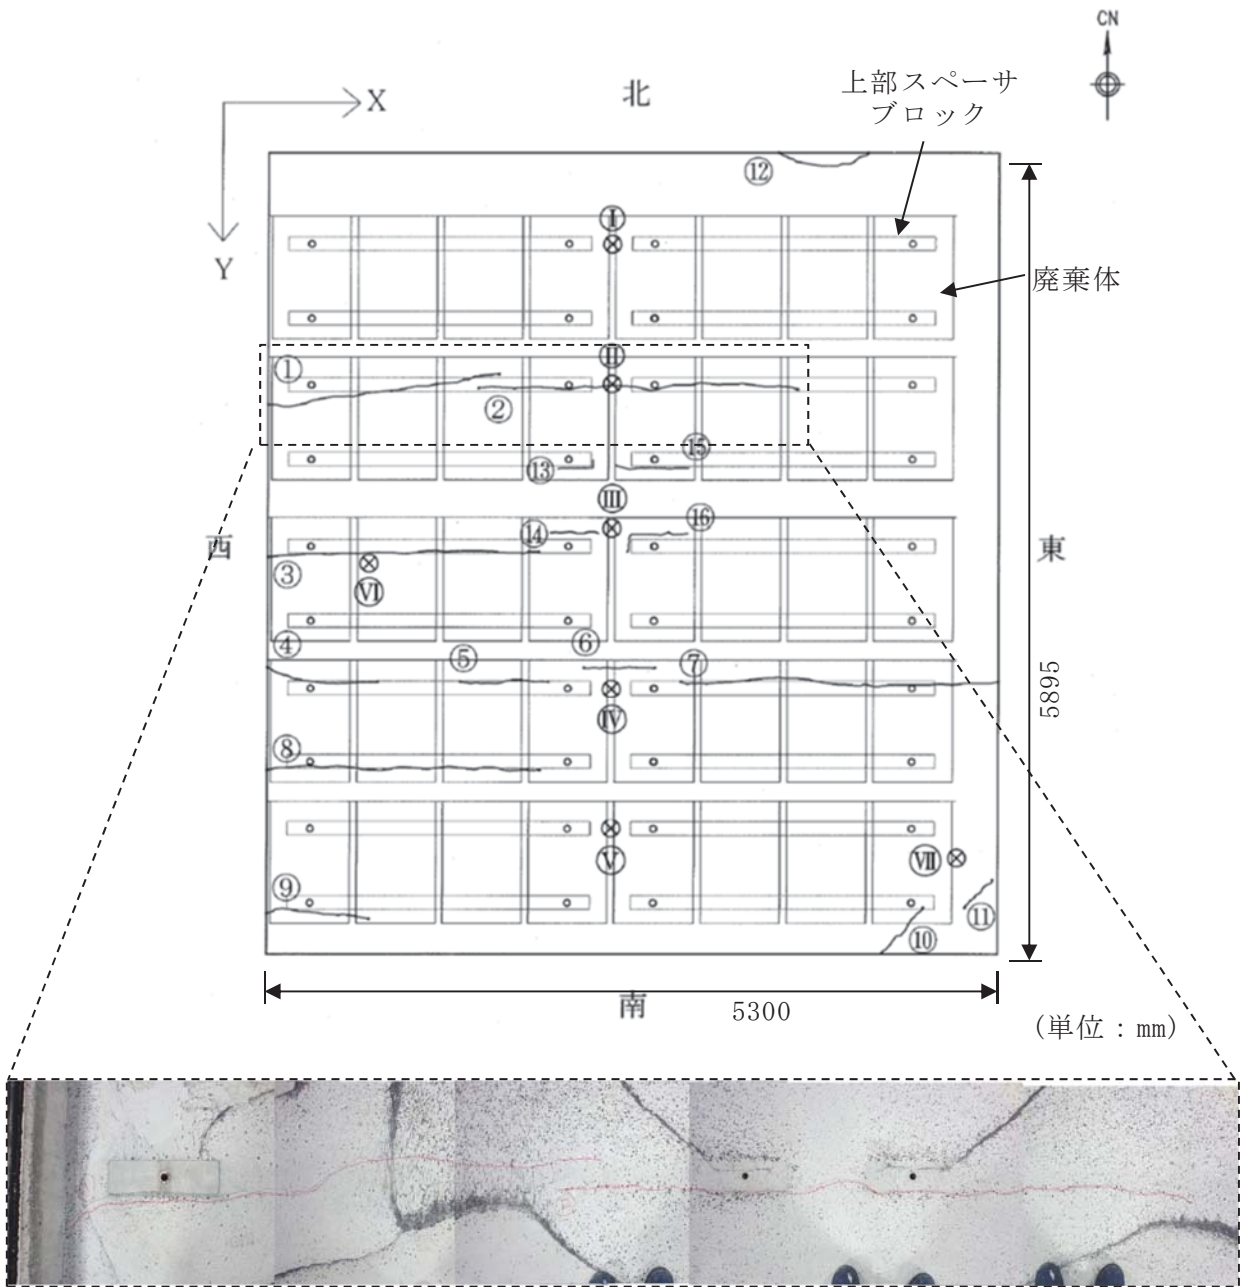 CN
北
X
上部スペーサ
ブロック
⑫
Y
Ⅰ
廃棄体
Ⅱ
①
②
⑮
⑬
Ⅲ
⑯
⑭
西
東
③
Ⅵ
④
⑥
⑤
⑦
5895
Ⅳ
⑧
Ⅴ
Ⅶ
⑨
⑪
⑩
南
5300
(単位：mm)